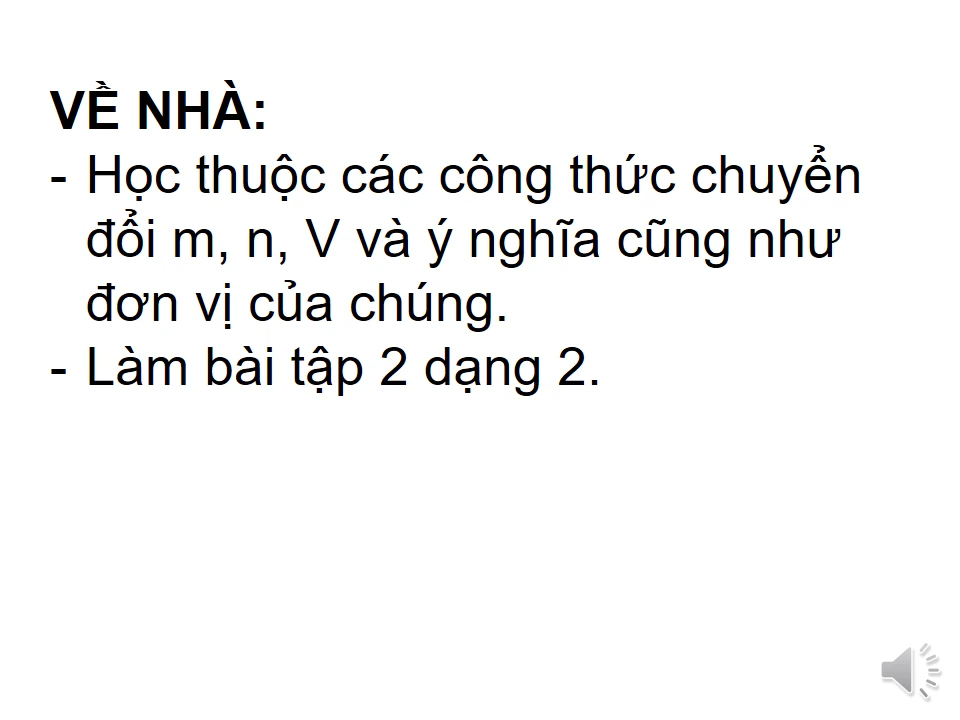 VỀ NHÀ:
- Học thuộc các công thức chuyển
đổi m, n, V và ý nghĩa cũng như
đơn vị của chúng.
- Làm bài tập 2 dạng 2.